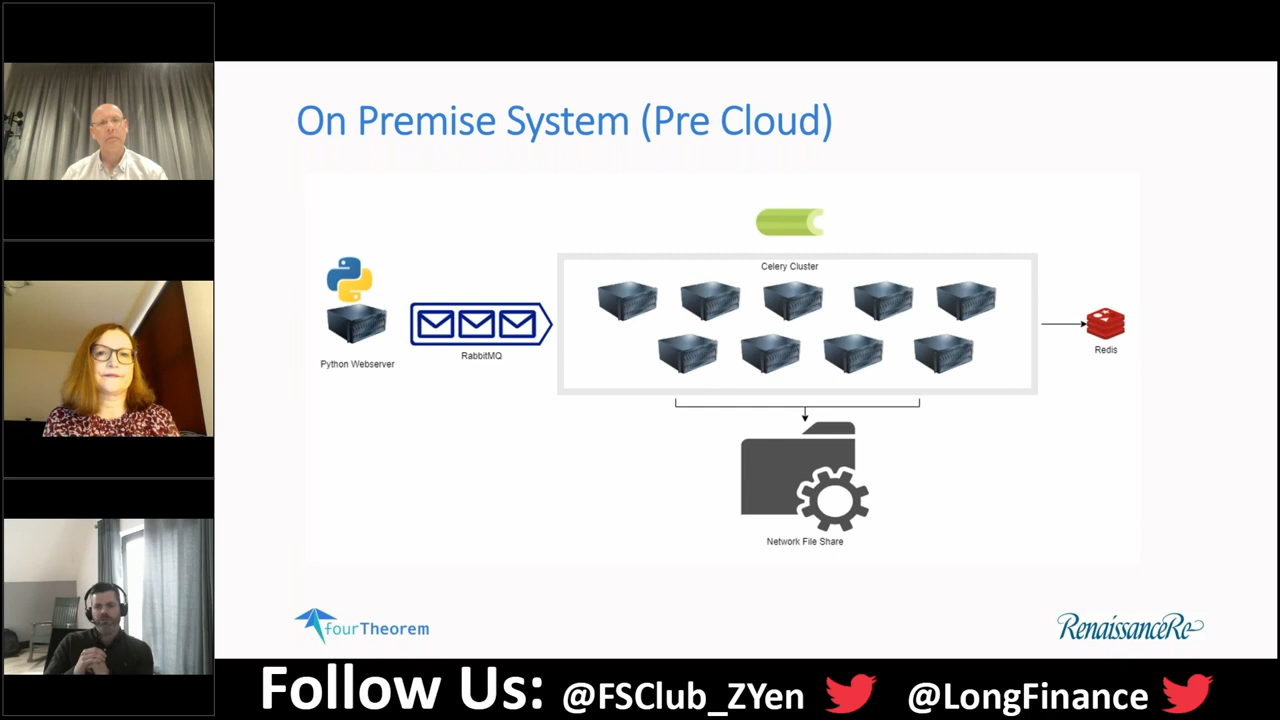 On Premise System (Pre Cloud)
Celery Cluster
Python Webserver
RabbitMQ
Redis
Network File Share
fourTheorem
RenaissanceRe
Follow Us: @FSClub_ZYen @LongFinance